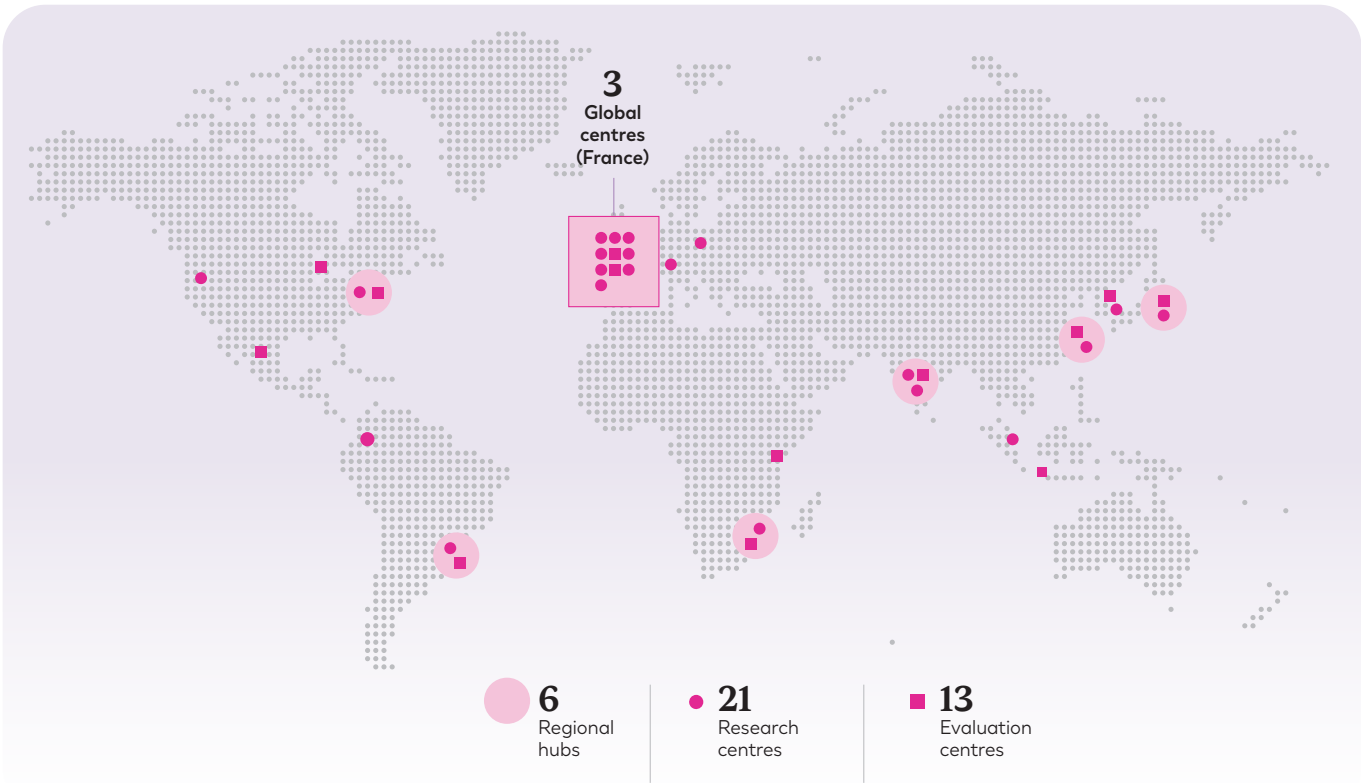 3
Global
centres
(France)
6
Regional
hubs
21
Research
centres
13
Evaluation
centres